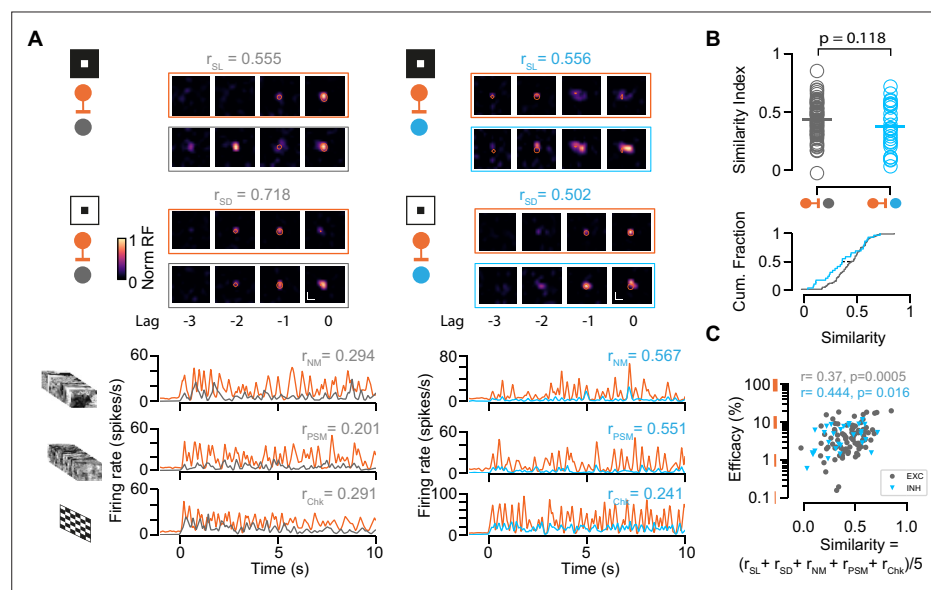 A
r_SL = 0.555
r_SL = 0.556
r_SD = 0.718
r_SD = 0.502
1
0
Norm RF
Lag -3 -2 -1 0
-3 -2 -1 0
Firing rate (spikes/s)
60
0
r_NM = 0.294
60
0
r_PSM = 0.201
60
0
r_Chk = 0.291
0 5 10
Time (s)
Firing rate (spikes/s)
80
0
r_NM = 0.567
60
0
r_PSM = 0.551
100
0
r_Chk = 0.241
0 5 10
Time (s)
B
p = 0.118
Similarity Index
1
0.5
0
Cum. Fraction
1
0.5
0
0 0.5 1
Similarity
C
r= 0.37, p=0.0005
r= 0.444, p= 0.016
Efficacy (%)
100
10
1
0.1
EXC
INH
0.0 0.5 1.0
Similarity =
(r_SL + r_SD + r_NM + r_PSM + r_Chk)/5